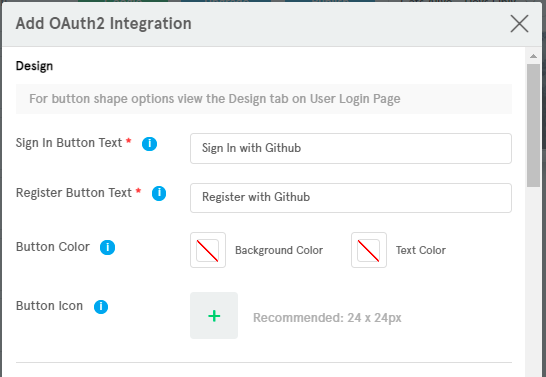 Add OAuth2 Integration
Design
For button shape options view the Design tab on User Login Page
Sign In Button Text *
Sign In with Github
Register Button Text *
Register with Github
Button Color
Background Color
Text Color
Button Icon
Recommended: 24 x 24px